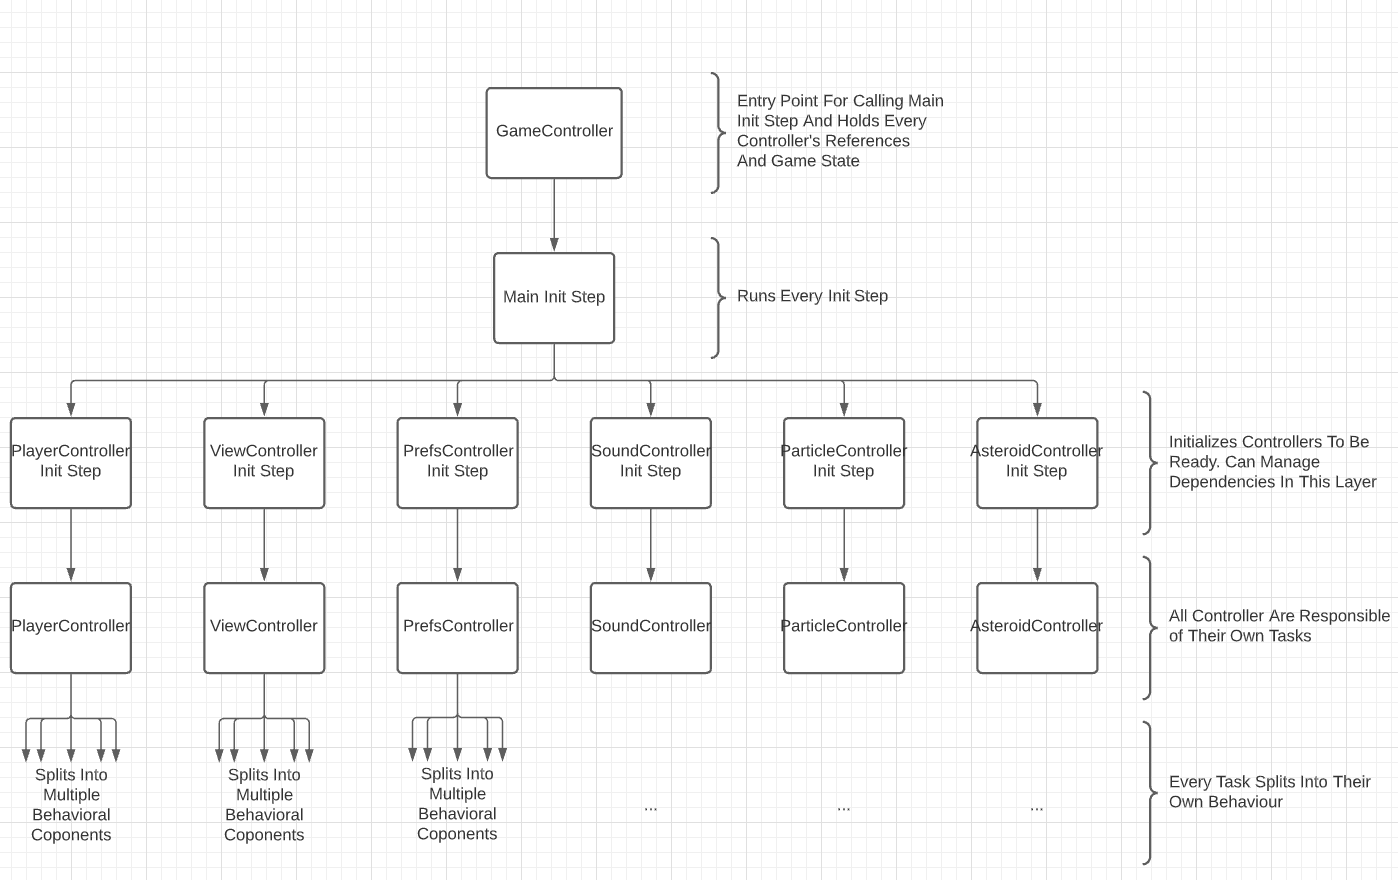 GameController
Entry Point For Calling Main
Init Step And Holds Every
Controller's References
And Game State
Main Init Step
Runs Every Init Step
PlayerController
Init Step
ViewController
Init Step
PrefsController
Init Step
SoundController
Init Step
ParticleController
Init Step
AsteroidController
Init Step
Initializes Controllers To Be
Ready. Can Manage
Dependencies In This Layer
PlayerController
ViewController
PrefsController
SoundController
ParticleController
AsteroidController
All Controller Are Responsible
of Their Own Tasks
Splits Into
Multiple
Behavioral
Coponents
Splits Into
Multiple
Behavioral
Coponents
Splits Into
Multiple
Behavioral
Coponents
...
...
...
Every Task Splits Into Their
Own Behaviour